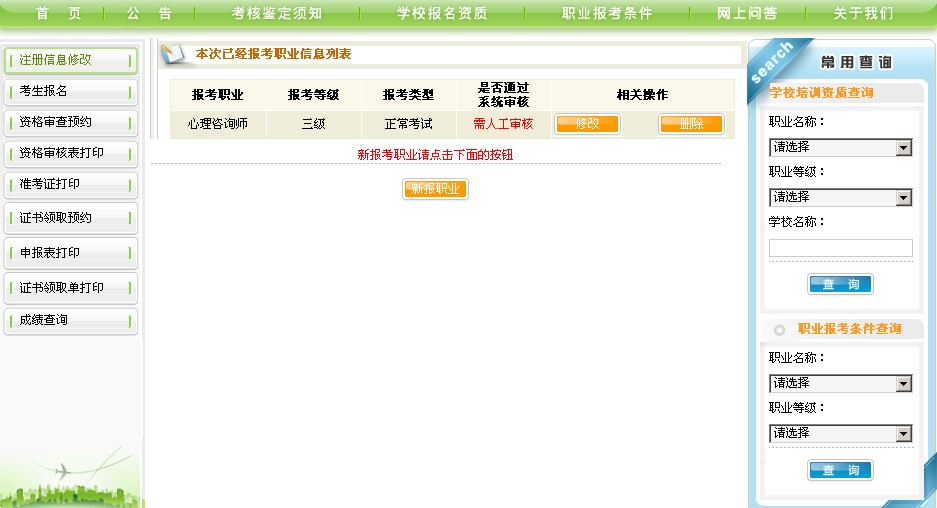 首 页 公 告 考核鉴定须知 学校报名资质 职业报考条件 网上问答 关于我们
注册信息修改
考生报名
资格审查预约
资格审核表打印
准考证打印
证书领取预约
申报表打印
证书领取单打印
成绩查询
本次已经报考职业信息列表
报考职业 报考等级 报考类型 是否通过
系统审核 相关操作
心理咨询师 三级 正常考试 需人工审核 修改 删除
新报考职业请点击下面的按钮
新报职业
search 常用查询
学校培训资质查询
职业名称：
请选择
职业等级：
请选择
学校名称：
查 询
职业报考条件查询
职业名称：
请选择
职业等级：
请选择
查 询